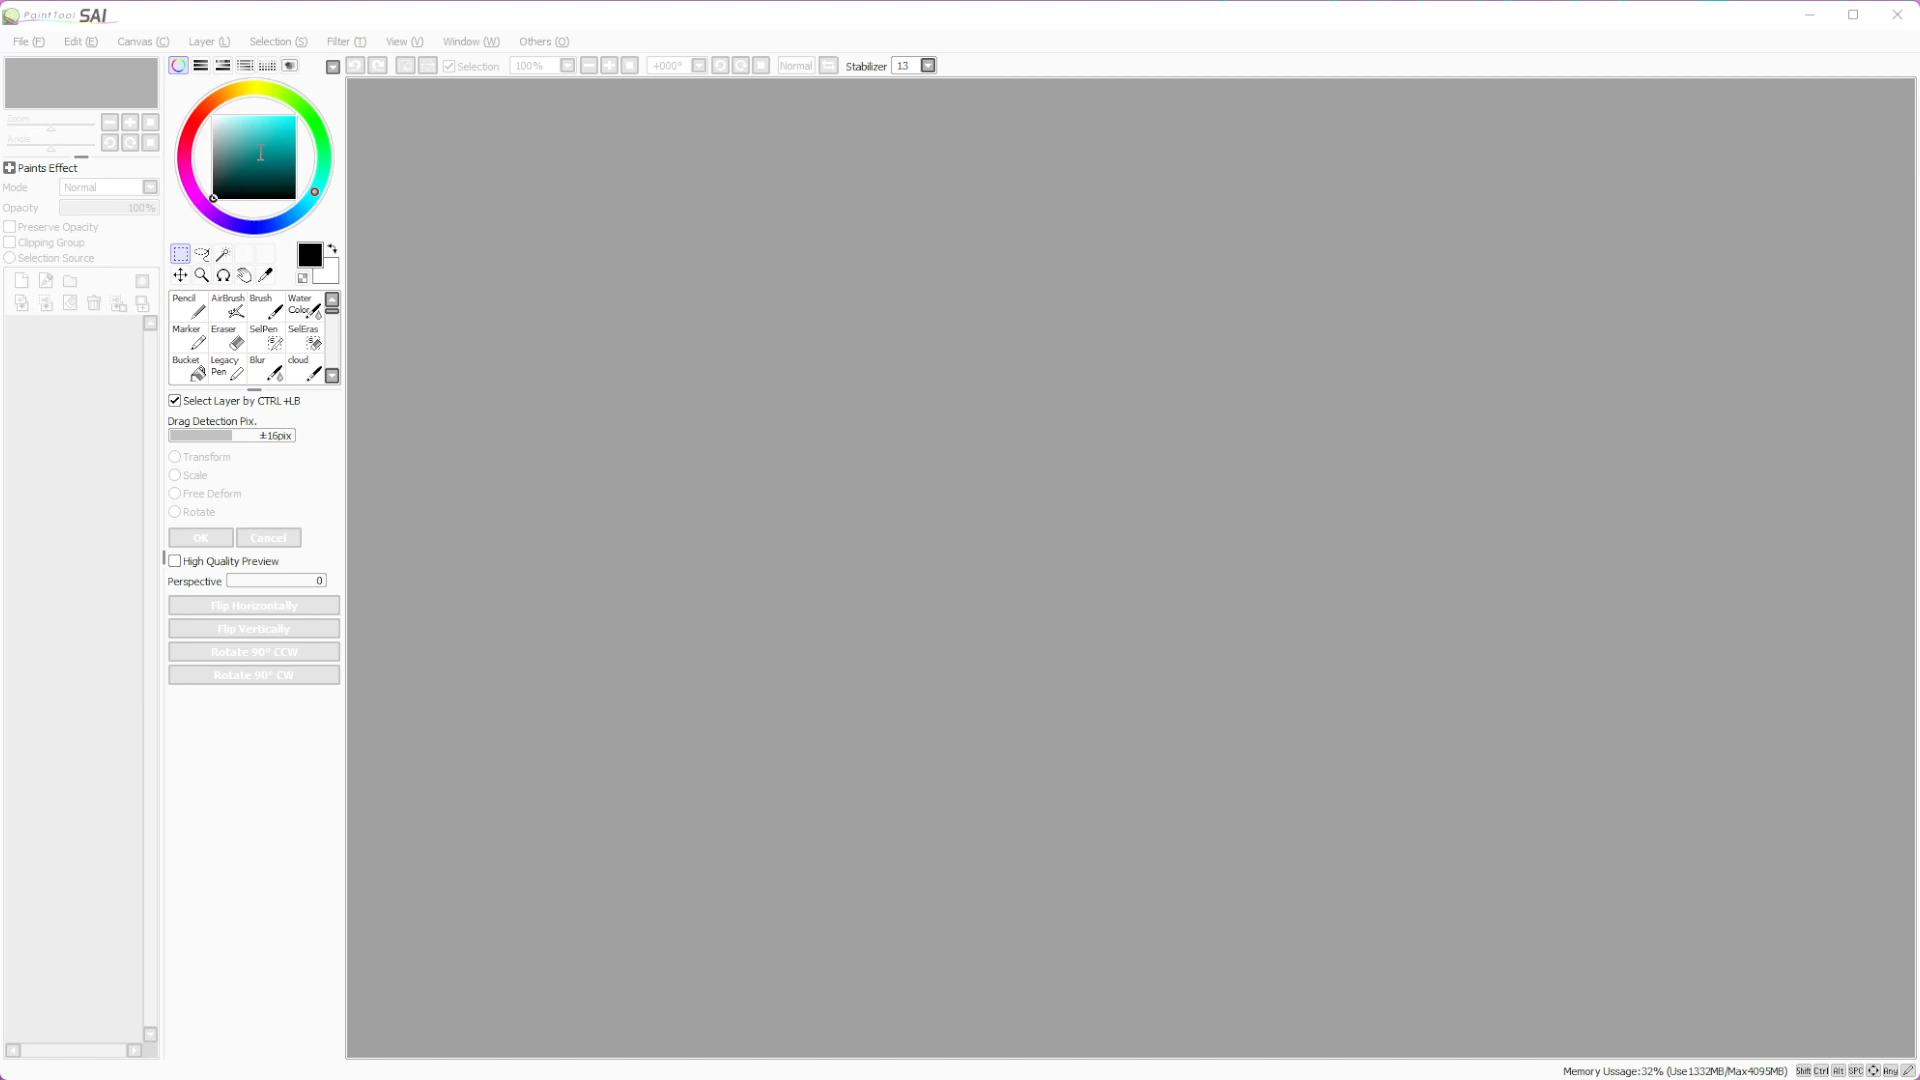 PaintTool SAI
File (F) Edit (E) Canvas (C) Layer (L) Selection (S) Filter (T) View (V) Window (W) Others (O)
Selection 100% +000° Normal Stabilizer 13
Zoom
Angle
Paints Effect
Mode Normal
Opacity 100%
Preserve Opacity
Clipping Group
Selection Source
Pencil AirBrush Brush Water Color
Marker Eraser SelPen SelEras
Bucket Legacy Pen Blur cloud
Select Layer by CTRL+LB
Drag Detection Pix.
±16pix
Transform
Scale
Free Deform
Rotate
OK Cancel
High Quality Preview
Perspective 0
Flip Horizontally
Flip Vertically
Rotate 90° CCW
Rotate 90° CW
Memory Ussage:32% (Use1332MB/Max4095MB) Shift Ctrl Alt SPC Any